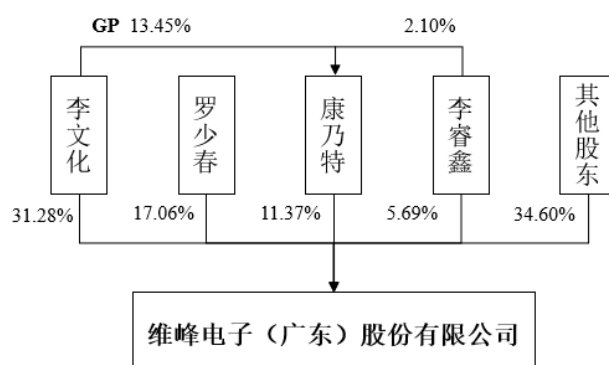 GP 13.45% 2.10%
李文化
罗少春
康乃特
李睿鑫
其他股东
31.28% 17.06% 11.37% 5.69% 34.60%
维峰电子（广东）股份有限公司